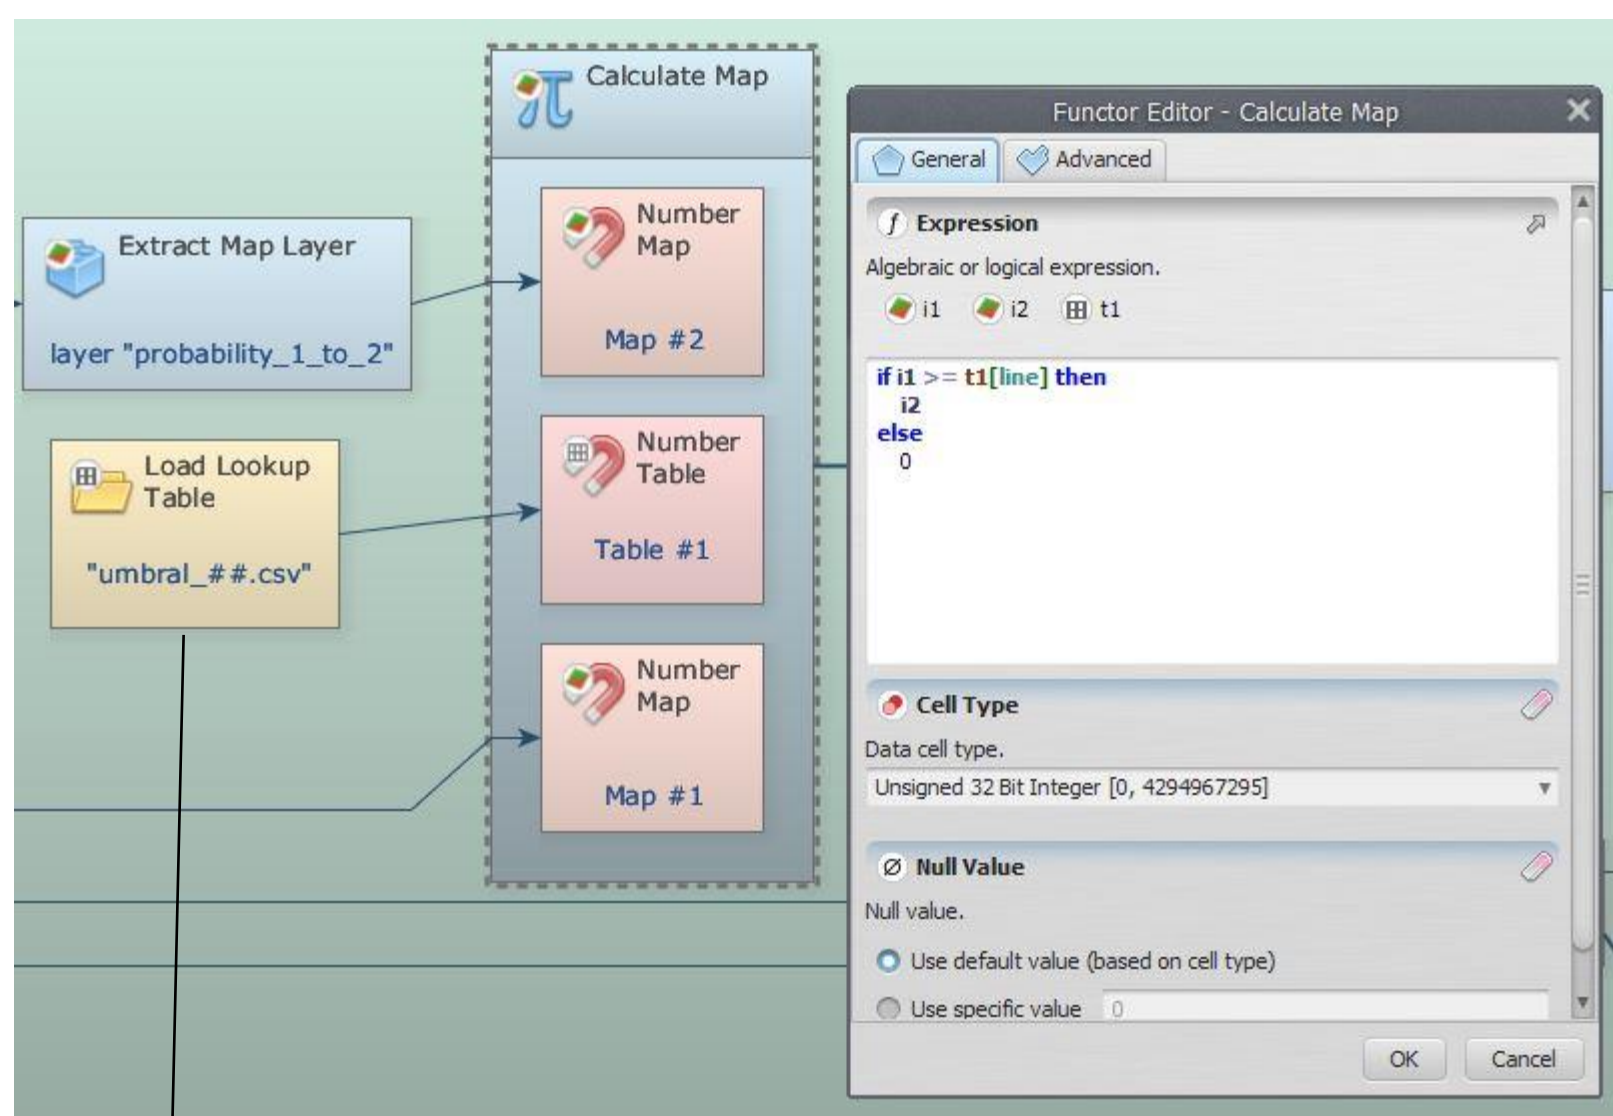 Calculate Map
Number
Map
Map #2
Extract Map Layer
layer "probability_1_to_2"
Load Lookup
Table
"umbral_##.csv"
Number
Table
Table #1
Number
Map
Map #1
Functor Editor - Calculate Map
General
Advanced
Expression
Algebraic or logical expression.
i1 i2 t1
if i1 >= t1[line] then
i2
else
0
Cell Type
Data cell type.
Unsigned 32 Bit Integer [0, 4294967295]
Null Value
Null value.
Use default value (based on cell type)
Use specific value 0
OK
Cancel